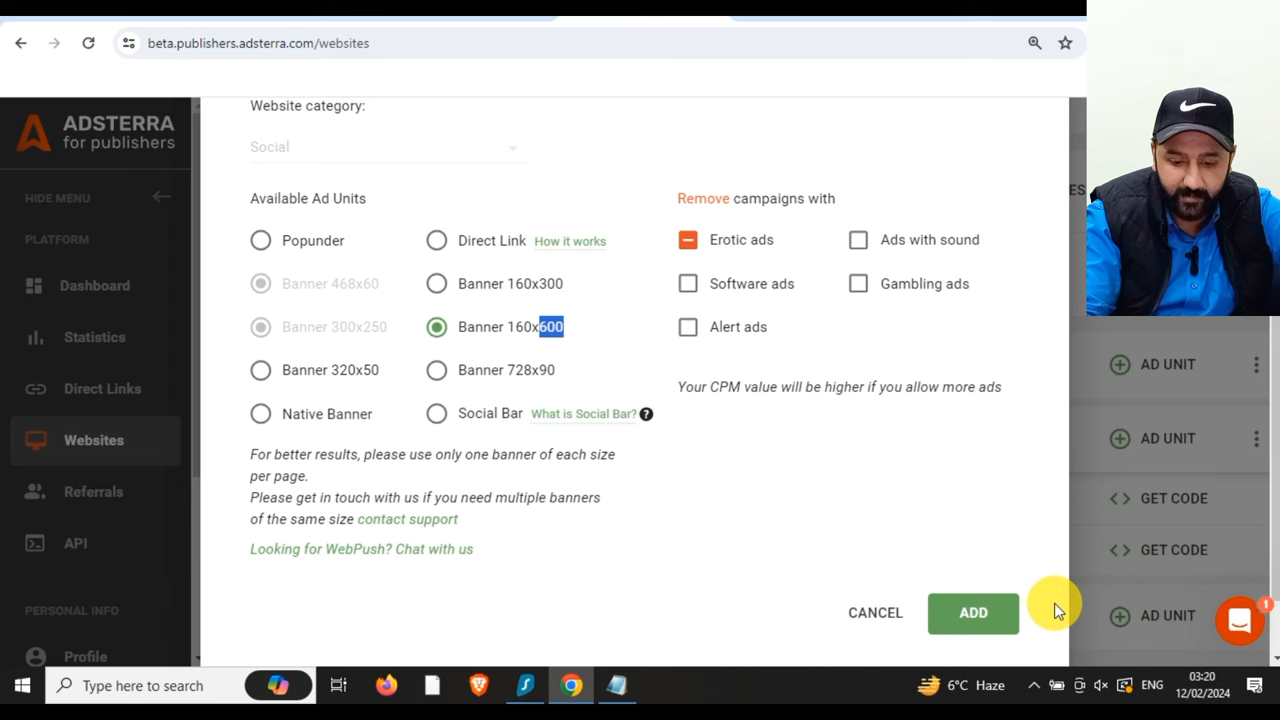 beta.publishers.adsterra.com/websites
ADSTERRA
for publishers
HIDE MENU
PLATFORM
Dashboard
Statistics
Direct Links
Websites
Referrals
API
PERSONAL INFO
Profile
Website category:
Social
Available Ad Units
Popunder
Direct Link How it works
Banner 468x60
Banner 160x300
Banner 300x250
Banner 160x600
Banner 320x50
Banner 728x90
Native Banner
Social Bar What is Social Bar? ?
For better results, please use only one banner of each size
per page.
Please get in touch with us if you need multiple banners
of the same size contact support
Looking for WebPush? Chat with us
Remove campaigns with
Erotic ads
Ads with sound
Software ads
Gambling ads
Alert ads
Your CPM value will be higher if you allow more ads
CANCEL
ADD
ES
AD UNIT
AD UNIT
GET CODE
GET CODE
AD UNIT
1
Type here to search
6°C Haze
ENG
03:20
12/02/2024